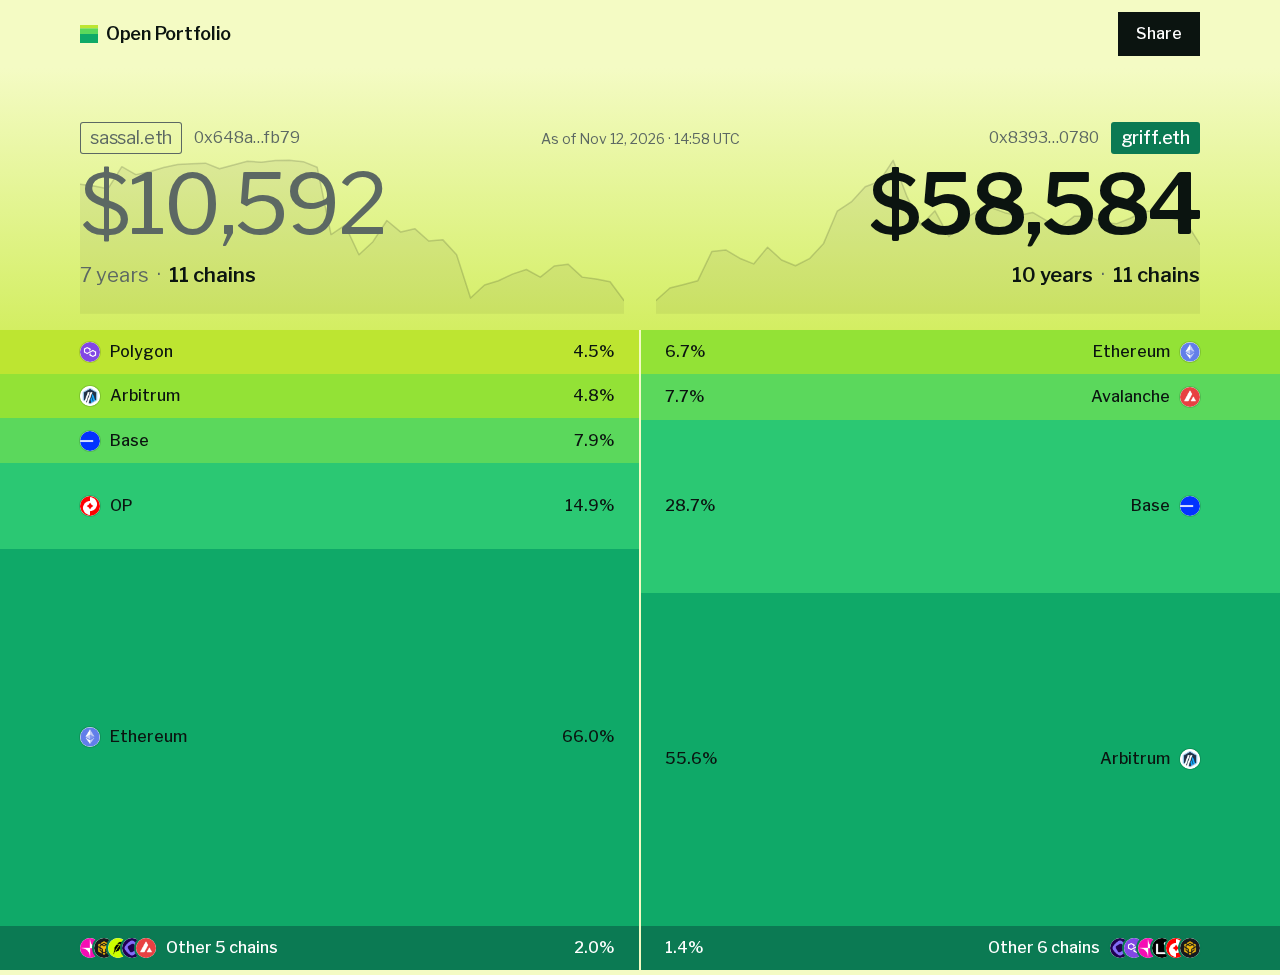 Open Portfolio
Share
sassal.eth 0x648a...fb79
As of Nov 12, 2026 · 14:58 UTC
0x8393...0780 griff.eth
$10,592
$58,584
7 years · 11 chains
10 years · 11 chains
Polygon 4.5%
6.7% Ethereum
Arbitrum 4.8%
7.7% Avalanche
Base 7.9%
28.7% Base
OP 14.9%
Ethereum 66.0%
55.6% Arbitrum
Other 5 chains 2.0%
1.4% Other 6 chains